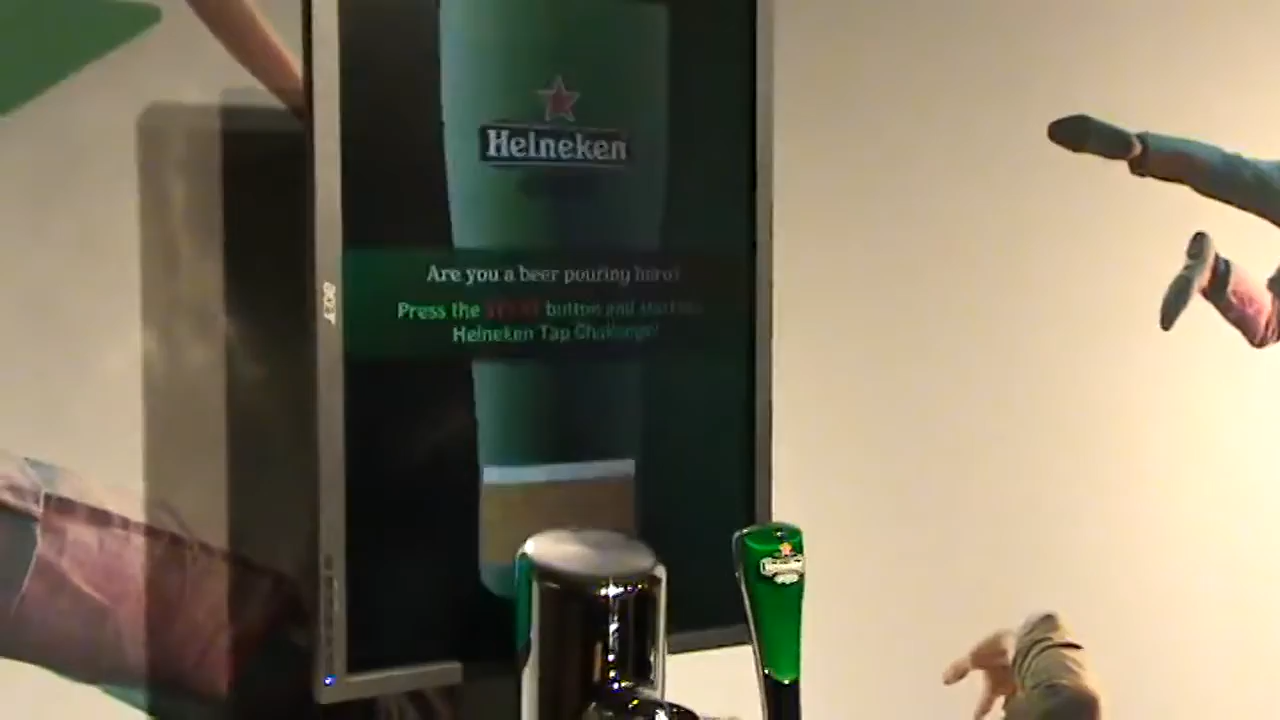 Heineken
Are you a beer pouring hero?
Press the button and start the
Heineken Tap Challenge!
acer